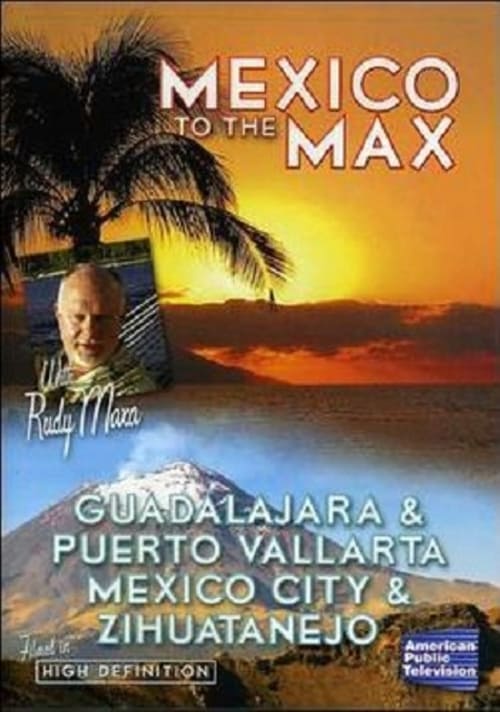 MEXICO
TO THE
MAX
With
Rudy Maxa
GUADALAJARA &
PUERTO VALLARTA
MEXICO CITY &
ZIHUATANEJO
Filmed in
HIGH DEFINITION
American
Public
Television